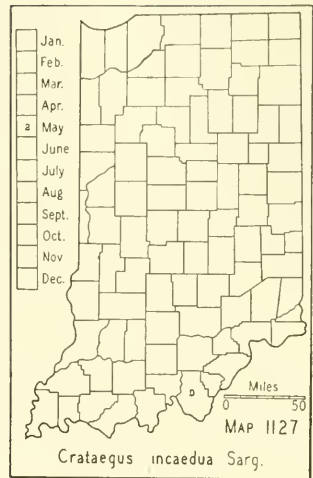 Jan.
Feb.
Mar.
Apr.
2 May
June
July
Aug
Sept.
Oct.
Nov
Dec.
D
Miles
0 50
MAP 1127
Crataegus incaedua Sarg.